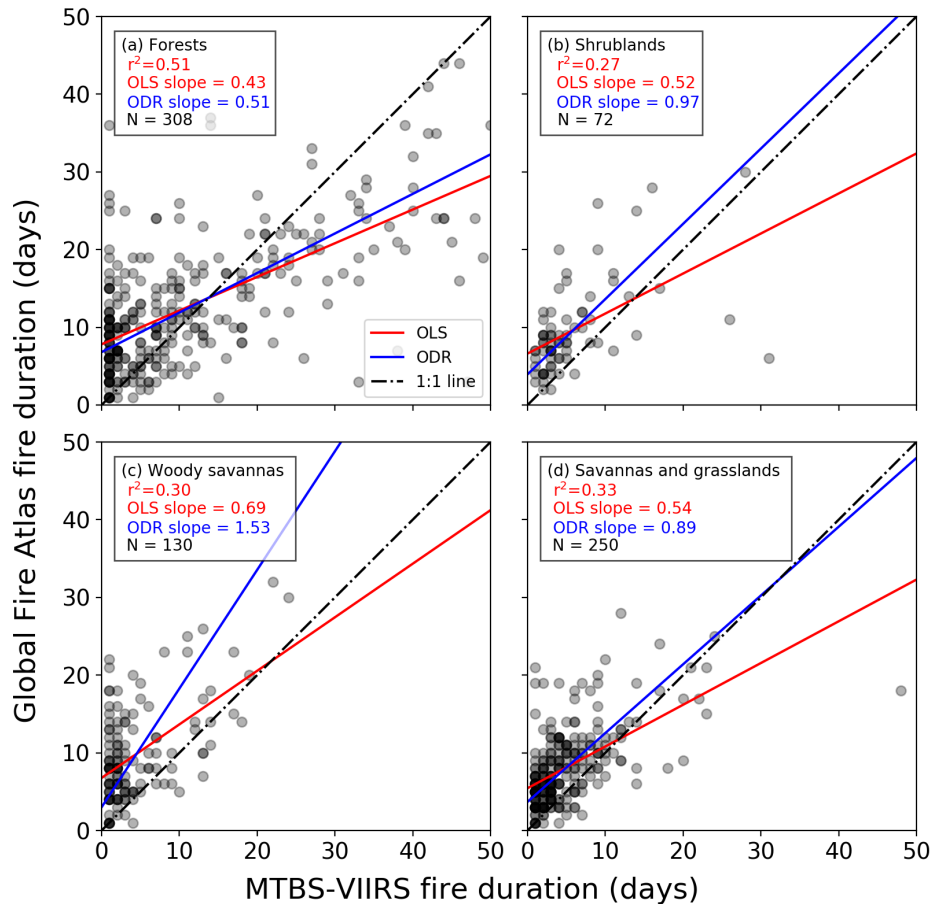 Global Fire Atlas fire duration (days)
50
40
30
20
10
0
(a) Forests
r²=0.51
OLS slope = 0.43
ODR slope = 0.51
N = 308
OLS
ODR
1:1 line
(b) Shrublands
r²=0.27
OLS slope = 0.52
ODR slope = 0.97
N = 72
50
40
30
20
10
0
(c) Woody savannas
r²=0.30
OLS slope = 0.69
ODR slope = 1.53
N = 130
0 10 20 30 40 50
(d) Savannas and grasslands
r²=0.33
OLS slope = 0.54
ODR slope = 0.89
N = 250
0 10 20 30 40 50
MTBS-VIIRS fire duration (days)